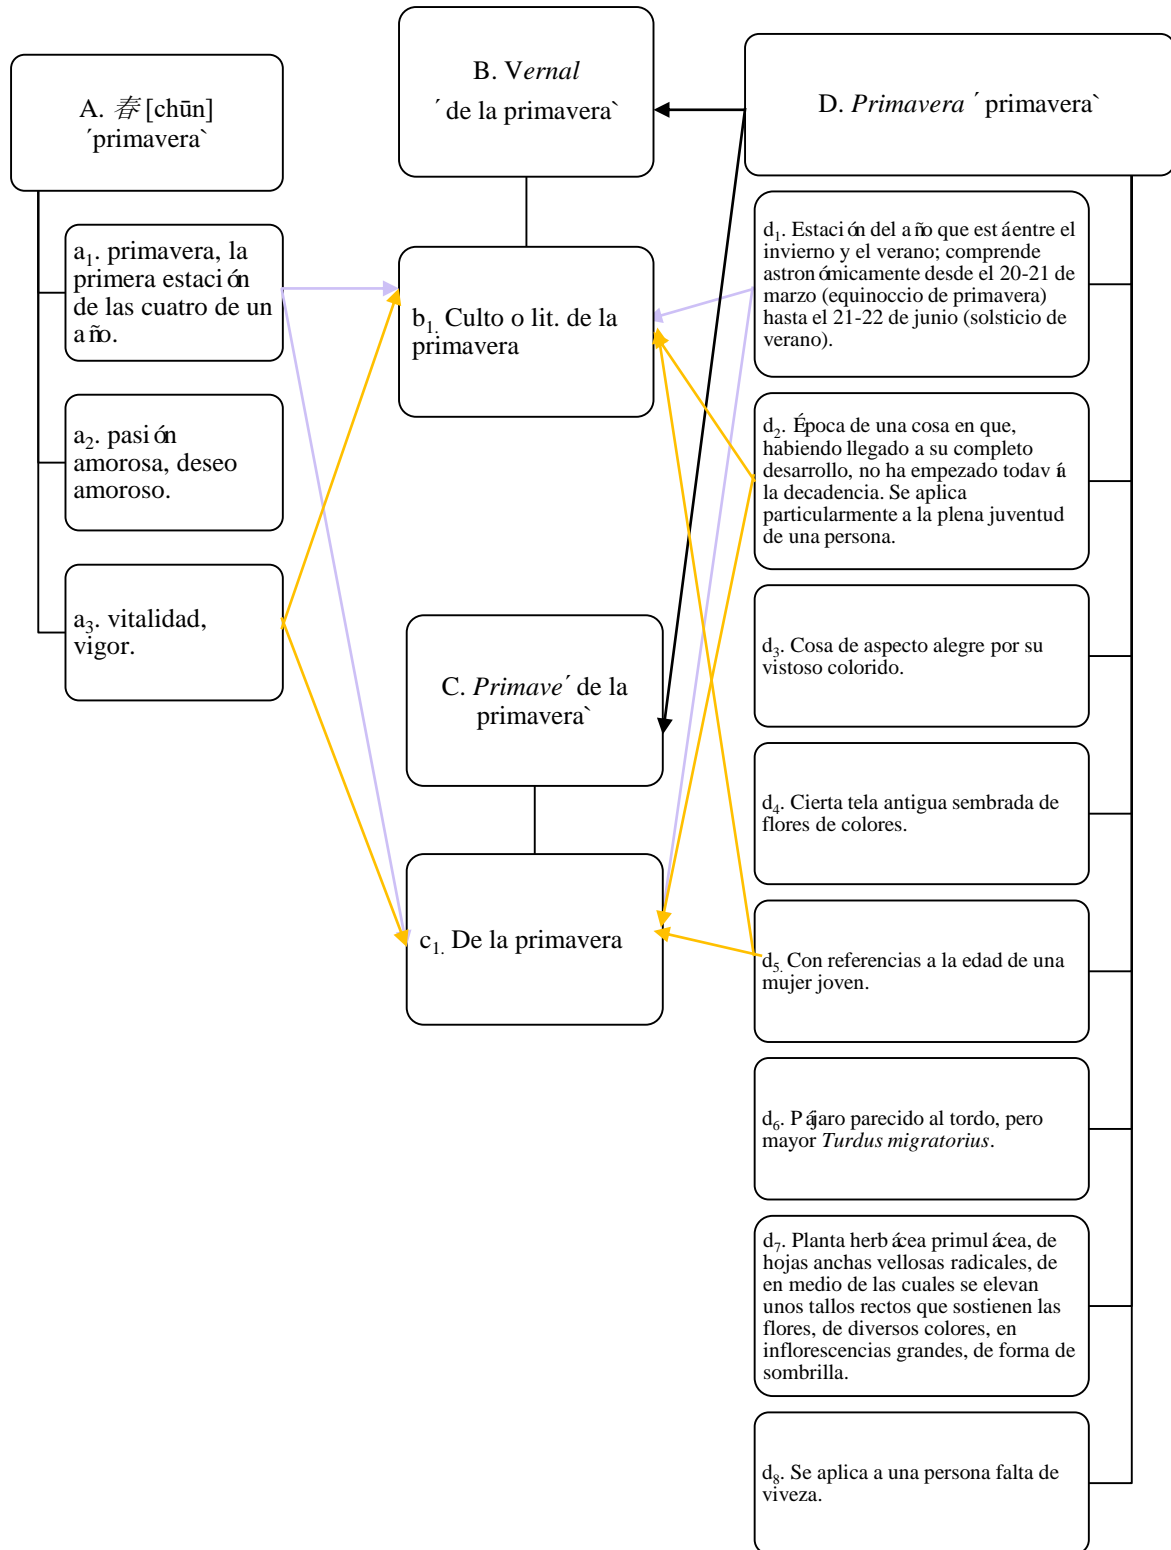 A. 春 [chūn]
´primavera`
a1. primavera, la
primera estación
de las cuatro de un
año.
a2. pasión
amorosa, deseo
amoroso.
a3. vitalidad,
vigor.
B. Vernal
´ de la primavera`
b1. Culto o lit. de la
primavera
C. Primave´ de la
primavera`
c1. De la primavera
D. Primavera ´ primavera`
d1. Estación del año que está entre el
invierno y el verano; comprende
astronómicamente desde el 20-21 de
marzo (equinoccio de primavera)
hasta el 21-22 de junio (solsticio de
verano).
d2. Época de una cosa en que,
habiendo llegado a su completo
desarrollo, no ha empezado todavía
la decadencia. Se aplica
particularmente a la plena juventud
de una persona.
d3. Cosa de aspecto alegre por su
vistoso colorido.
d4. Cierta tela antigua sembrada de
flores de colores.
d5. Con referencias a la edad de una
mujer joven.
d6. Pájaro parecido al tordo, pero
mayor Turdus migratorius.
d7. Planta herbácea primulácea, de
hojas anchas vellosas radicales, de
en medio de las cuales se elevan
unos tallos rectos que sostienen las
flores, de diversos colores, en
inflorescencias grandes, de forma de
sombrilla.
d8. Se aplica a una persona falta de
viveza.